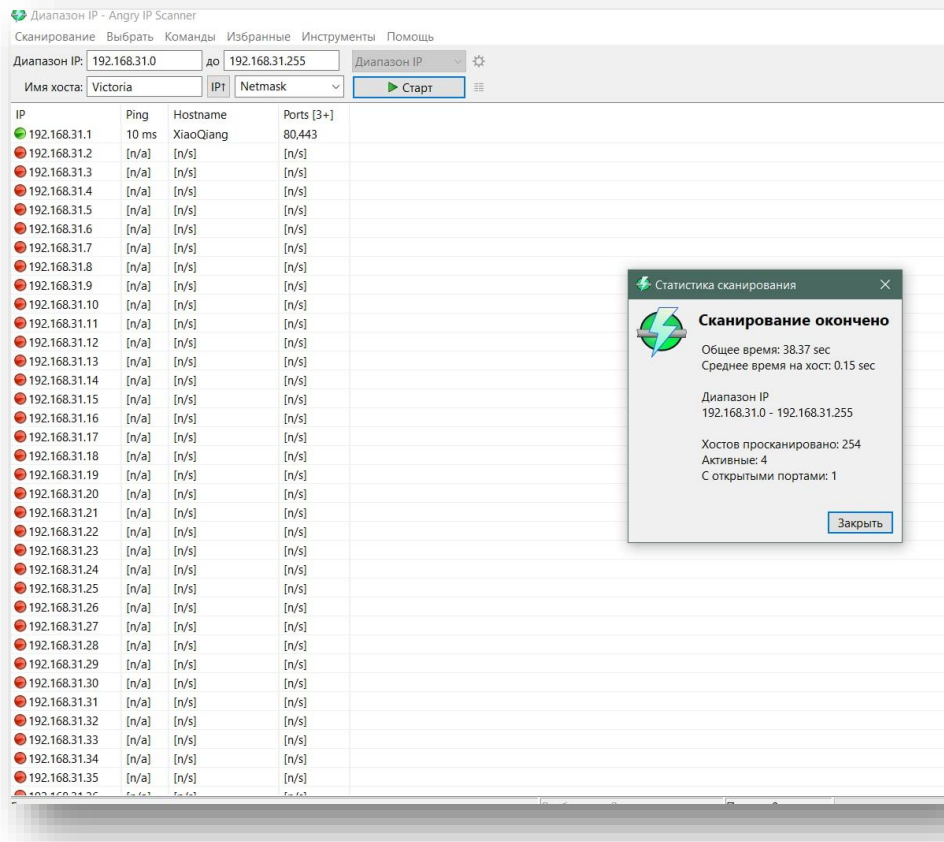 Диапазон IP - Angry IP Scanner
Сканирование Выбрать Команды Избранные Инструменты Помощь
Диапазон IP: 192.168.31.0 до 192.168.31.255 Диапазон IP
Имя хоста: Victoria IP↑ Netmask Старт
IP Ping Hostname Ports [3+]
192.168.31.1 10 ms XiaoQiang 80,443
192.168.31.2 [n/a] [n/s] [n/s]
192.168.31.3 [n/a] [n/s] [n/s]
192.168.31.4 [n/a] [n/s] [n/s]
192.168.31.5 [n/a] [n/s] [n/s]
192.168.31.6 [n/a] [n/s] [n/s]
192.168.31.7 [n/a] [n/s] [n/s]
192.168.31.8 [n/a] [n/s] [n/s]
192.168.31.9 [n/a] [n/s] [n/s]
192.168.31.10 [n/a] [n/s] [n/s]
192.168.31.11 [n/a] [n/s] [n/s]
192.168.31.12 [n/a] [n/s] [n/s]
192.168.31.13 [n/a] [n/s] [n/s]
192.168.31.14 [n/a] [n/s] [n/s]
192.168.31.15 [n/a] [n/s] [n/s]
192.168.31.16 [n/a] [n/s] [n/s]
192.168.31.17 [n/a] [n/s] [n/s]
192.168.31.18 [n/a] [n/s] [n/s]
192.168.31.19 [n/a] [n/s] [n/s]
192.168.31.20 [n/a] [n/s] [n/s]
192.168.31.21 [n/a] [n/s] [n/s]
192.168.31.22 [n/a] [n/s] [n/s]
192.168.31.23 [n/a] [n/s] [n/s]
192.168.31.24 [n/a] [n/s] [n/s]
192.168.31.25 [n/a] [n/s] [n/s]
192.168.31.26 [n/a] [n/s] [n/s]
192.168.31.27 [n/a] [n/s] [n/s]
192.168.31.28 [n/a] [n/s] [n/s]
192.168.31.29 [n/a] [n/s] [n/s]
192.168.31.30 [n/a] [n/s] [n/s]
192.168.31.31 [n/a] [n/s] [n/s]
192.168.31.32 [n/a] [n/s] [n/s]
192.168.31.33 [n/a] [n/s] [n/s]
192.168.31.34 [n/a] [n/s] [n/s]
192.168.31.35 [n/a] [n/s] [n/s]
Статистика сканирования
Сканирование окончено
Общее время: 38.37 sec
Среднее время на хост: 0.15 sec
Диапазон IP
192.168.31.0 - 192.168.31.255
Хостов просканировано: 254
Активные: 4
С открытыми портами: 1
Закрыть